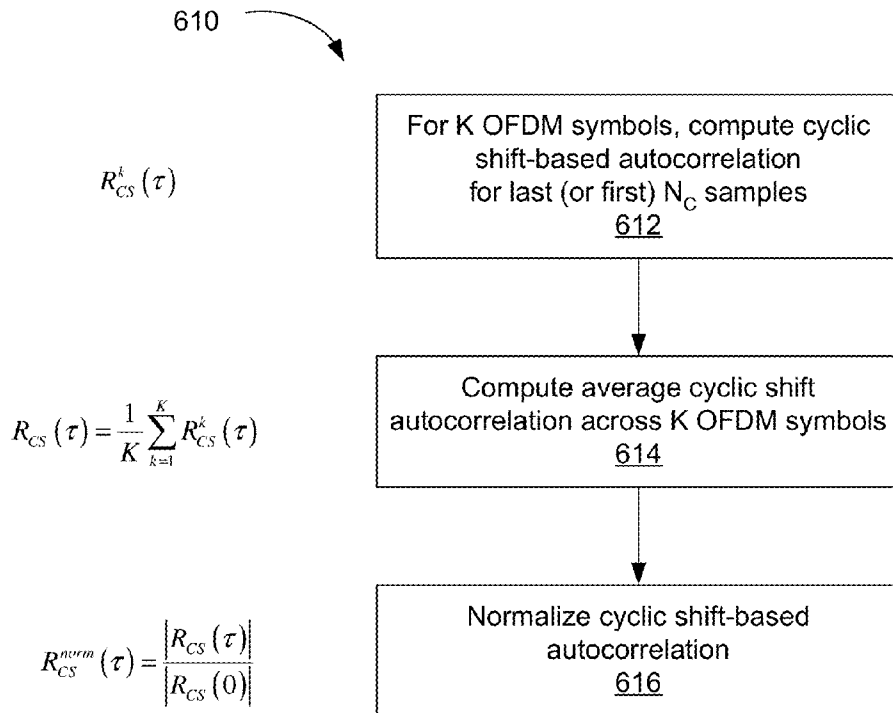 610
For K OFDM symbols, compute cyclic
shift-based autocorrelation
for last (or first) N_C samples
612
R_{CS}^{k}(τ)
Compute average cyclic shift
autocorrelation across K OFDM symbols
614
R_{CS}(τ) = \frac{1}{K} \sum_{k=1}^{K} R_{CS}^{k}(τ)
Normalize cyclic shift-based
autocorrelation
616
R_{CS}^{norm}(τ) = \frac{|R_{CS}(τ)|}{|R_{CS}(0)|}